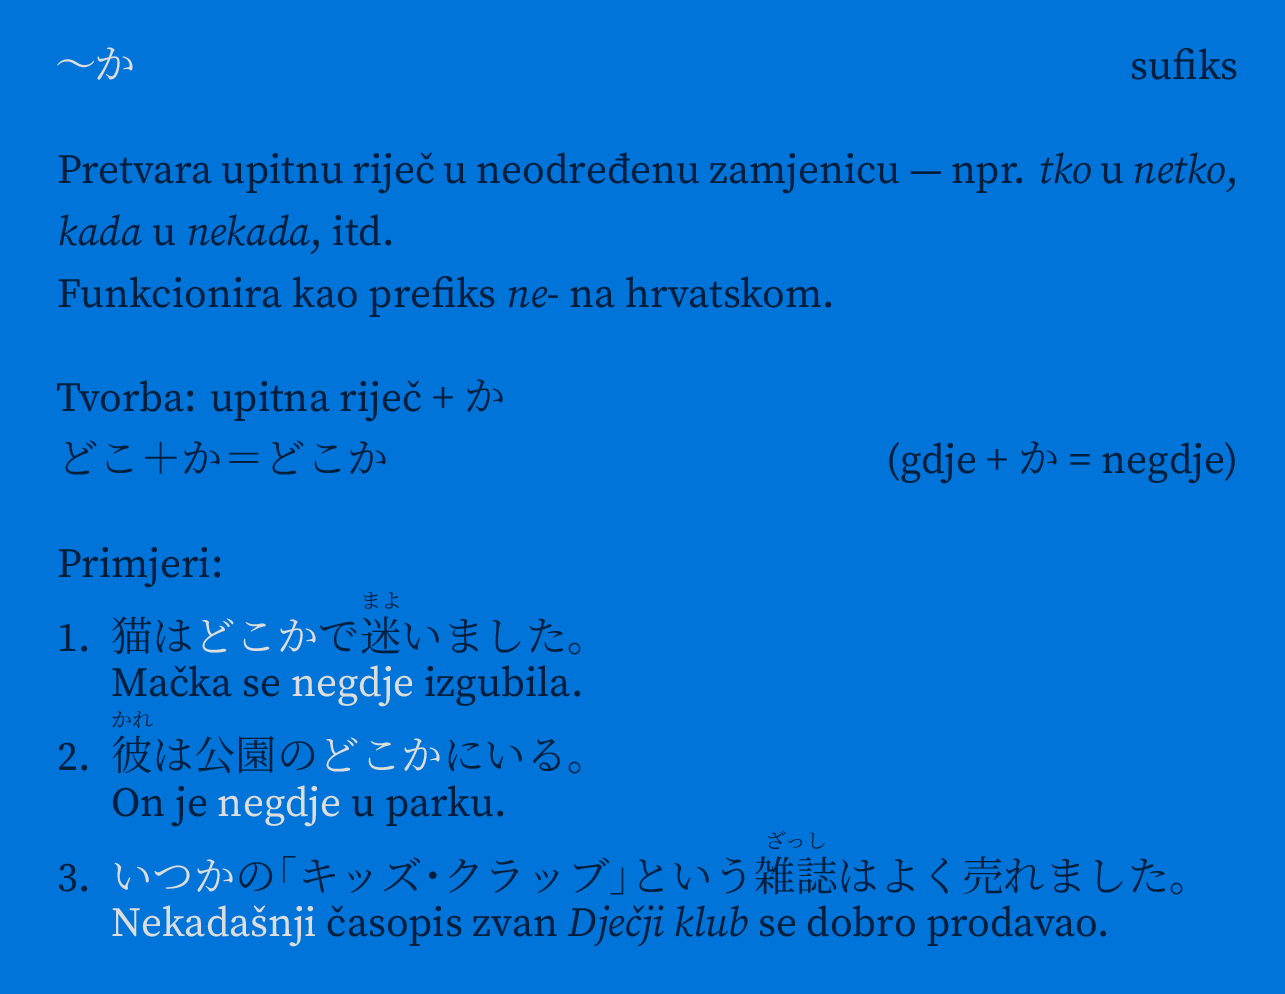 〜か sufiks
Pretvara upitnu riječ u neodređenu zamjenicu — npr. tko u netko,
kada u nekada, itd.
Funkcionira kao prefiks ne- na hrvatskom.
Tvorba: upitna riječ + か
どこ＋か＝どこか (gdje + か = negdje)
Primjeri:
まよ
1. 猫はどこかで迷いました。
Mačka se negdje izgubila.
かれ
2. 彼は公園のどこかにいる。
On je negdje u parku.
ざっし
3. いつかの「キッズ・クラッブ」という雑誌はよく売れました。
Nekadašnji časopis zvan Dječji klub se dobro prodavao.